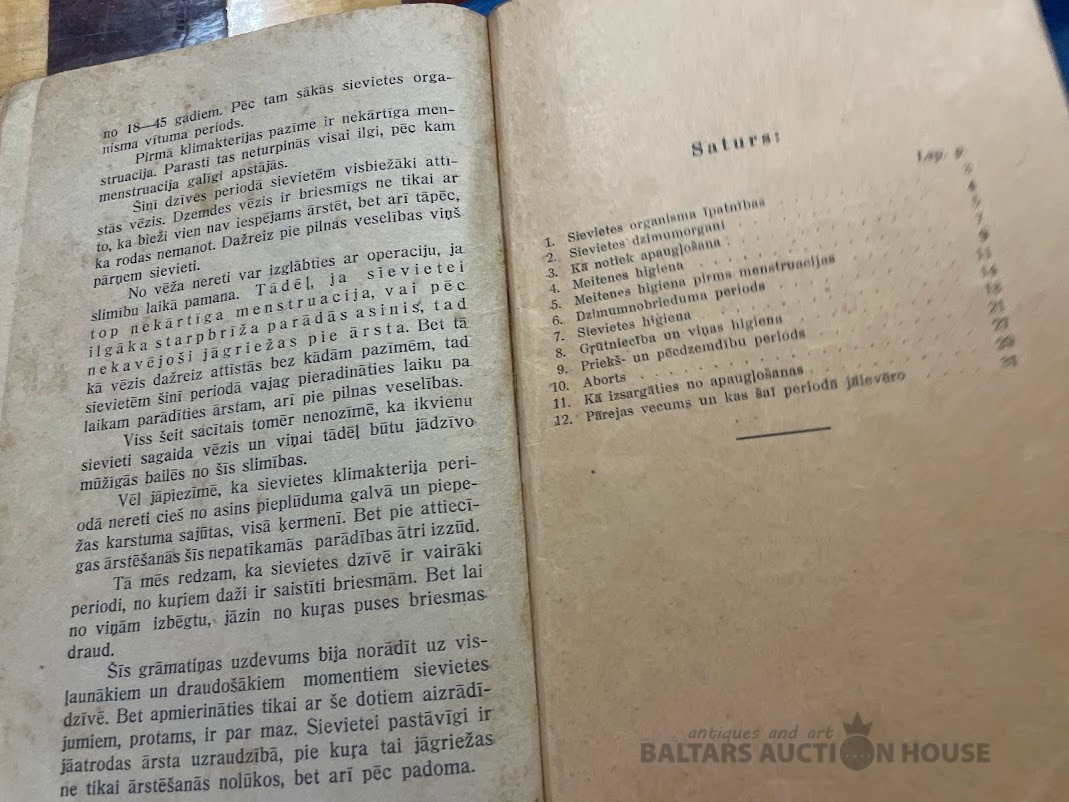 no 18—45 gadiem. Pēc tam sākās sievietes orga-
nisma vītuma periods.
Pirmā klimakterijas pazīme ir nekārtīga men-
struacija. Parasti tas neturpinās visai ilgi, pēc kam
menstruacija galīgi apstājās.
Šinī dzīves periodā sievietēm visbiežāki attī-
stās vēzis. Dzemdes vēzis ir briesmīgs ne tikai ar
to, ka bieži vien nav iespējams ārstēt, bet arī tāpēc,
ka rodas nemanot. Dažreiz pie pilnas veselības viņš
pārņem sievieti.
No vēža nereti var izglābties ar operaciju, ja
slimību laikā pamana. Tādēļ, ja sievietei
top nekārtīga menstruacija, vai pēc
ilgāka starpbrīža parādās asinis, tad
nekavējoši jāgriežas pie ārsta. Bet tā
kā vēzis dažreiz attīstās bez kādām pazīmēm, tad
sievietēm šinī periodā vajag pieradināties laiku pa
laikam parādīties ārstam, arī pie pilnas veselības.
Viss šeit sacītais tomēr nenozīmē, ka ikvienu
sievieti sagaida vēzis un viņai tādēļ būtu jādzīvo
mūžīgās bailēs no šīs slimības.
Vēl jāpiezīmē, ka sievietes klimakterija peri-
odā nereti cieš no asins pieplūduma galvā un piepe-
žas karstuma sajūtas, visā ķermenī. Bet pie attiecī-
gas ārstēšanās šīs nepatīkamās parādības ātri izzūd.
Tā mēs redzam, ka sievietes dzīvē ir vairāki
periodi, no kuŗiem daži ir saistīti briesmām. Bet lai
no viņām izbēgtu, jāzin no kuŗas puses briesmas
draud.
Šīs grāmatiņas uzdevums bija norādīt uz vis-
ļaunākiem un draudošākiem momentiem sievietes
dzīvē. Bet apmierināties tikai ar še dotiem aizrādī-
jumiem, protams, ir par maz. Sievietei pastāvīgi ir
jāatrodas ārsta uzraudzībā, pie kuŗa tai jāgriežas
ne tikai ārstēšanās nolūkos, bet arī pēc padoma.
Saturs:
Lap. p.
1. Sievietes organisma īpatnības
2. Sievietes dzimumorgani
3. Kā notiek apaugļošana
4. Meitenes higiena
5. Meitenes higiena pirms menstruacijas
6. Dzimumnobrieduma periods
7. Sievietes higiena
8. Grūtniecība un viņas higiena
9. Priekš- un pēcdzemdību periods
10. Aborts
11. Kā izsargāties no apaugļošanas
12. Pārejas vecums un kas šai periodā jāievēro
antiques and art
BALTARS AUCTION HOUSE